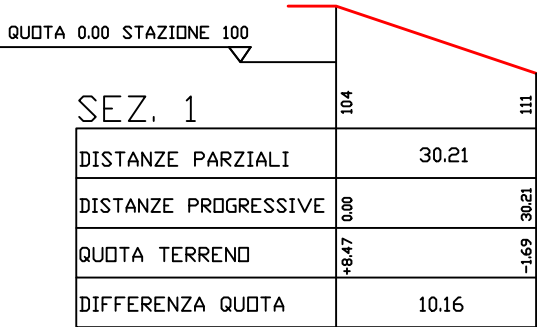 QUOTA 0.00 STAZIONE 100
SEZ. 1
104
111
DISTANZE PARZIALI
30.21
DISTANZE PROGRESSIVE
0.00
30.21
QUOTA TERRENO
+8.47
-1.69
DIFFERENZA QUOTA
10.16